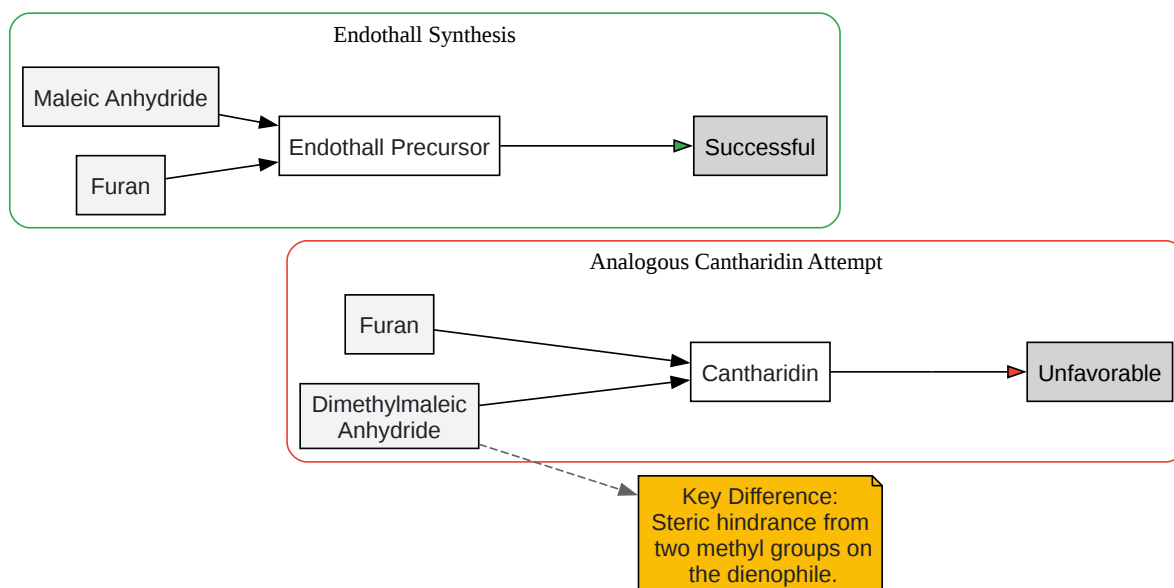 Endothall Synthesis
Maleic Anhydride
Furan
Endothall Precursor
Successful
Analogous Cantharidin Attempt
Furan
Dimethylmaleic
Anhydride
Cantharidin
Unfavorable
Key Difference:
Steric hindrance from
two methyl groups on
the dienophile.